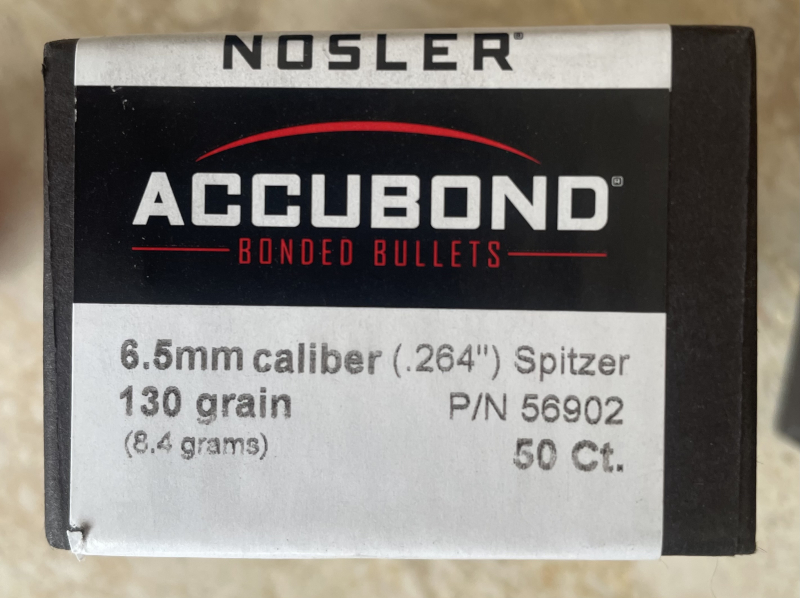 NOSLER®
ACCUBOND®
BONDED BULLETS
6.5mm caliber (.264") Spitzer
130 grain P/N 56902
(8.4 grams) 50 Ct.